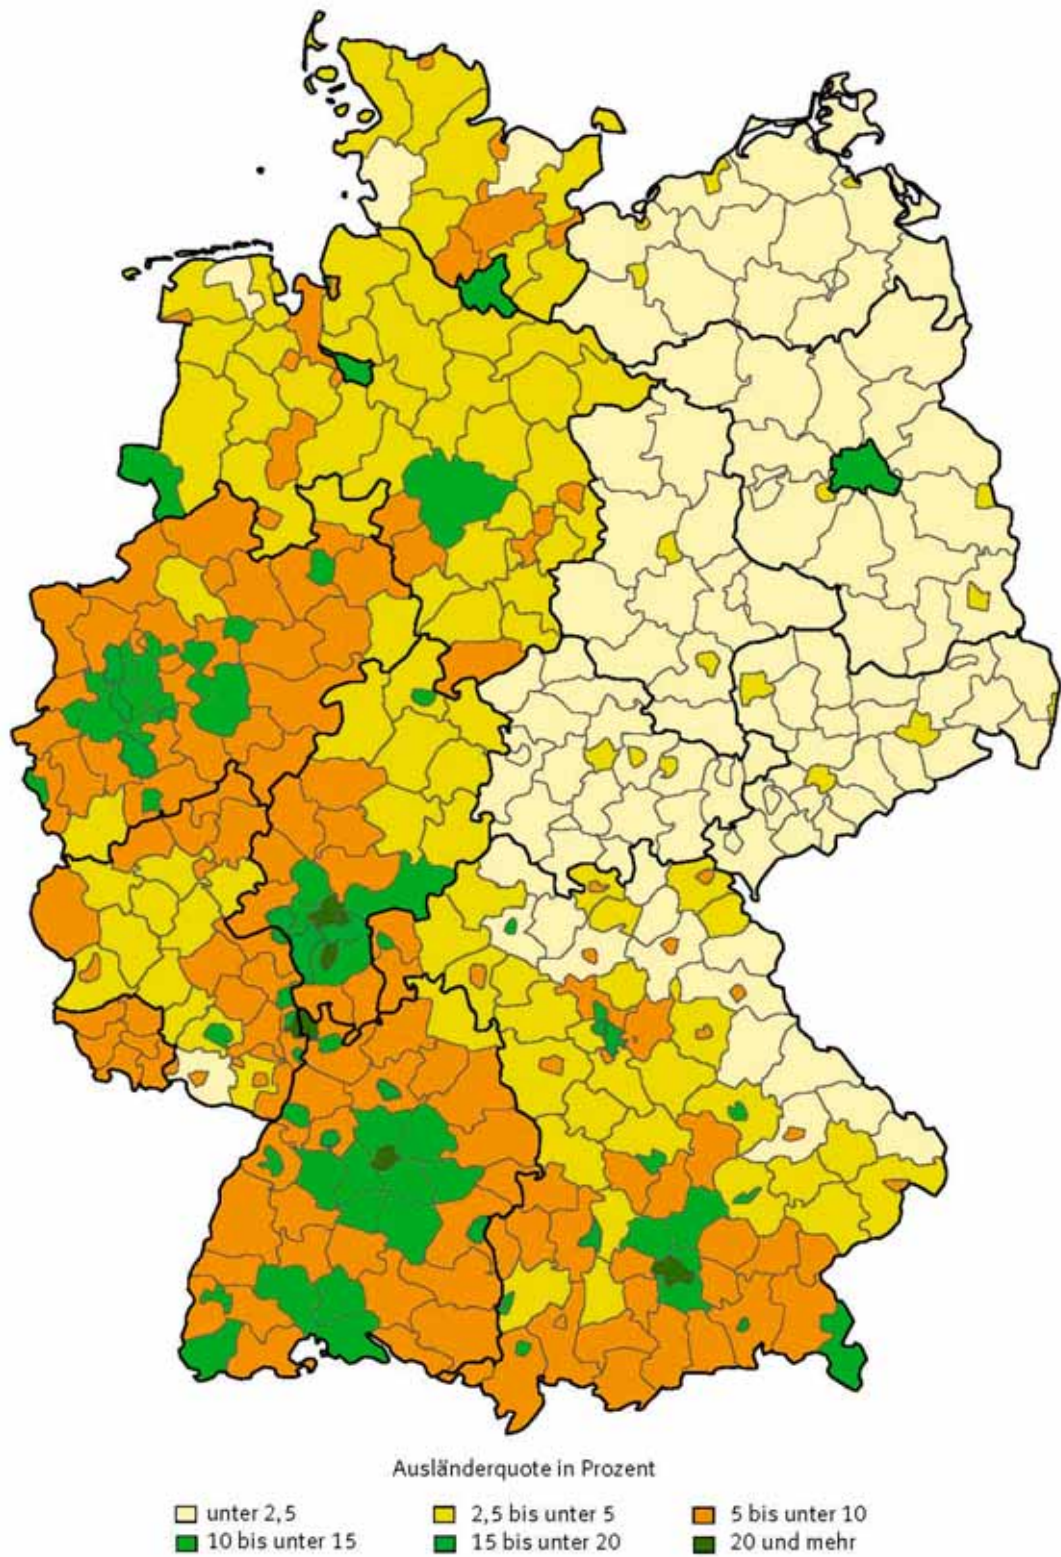 Ausländerquote in Prozent
unter 2,5 2,5 bis unter 5 5 bis unter 10
10 bis unter 15 15 bis unter 20 20 und mehr